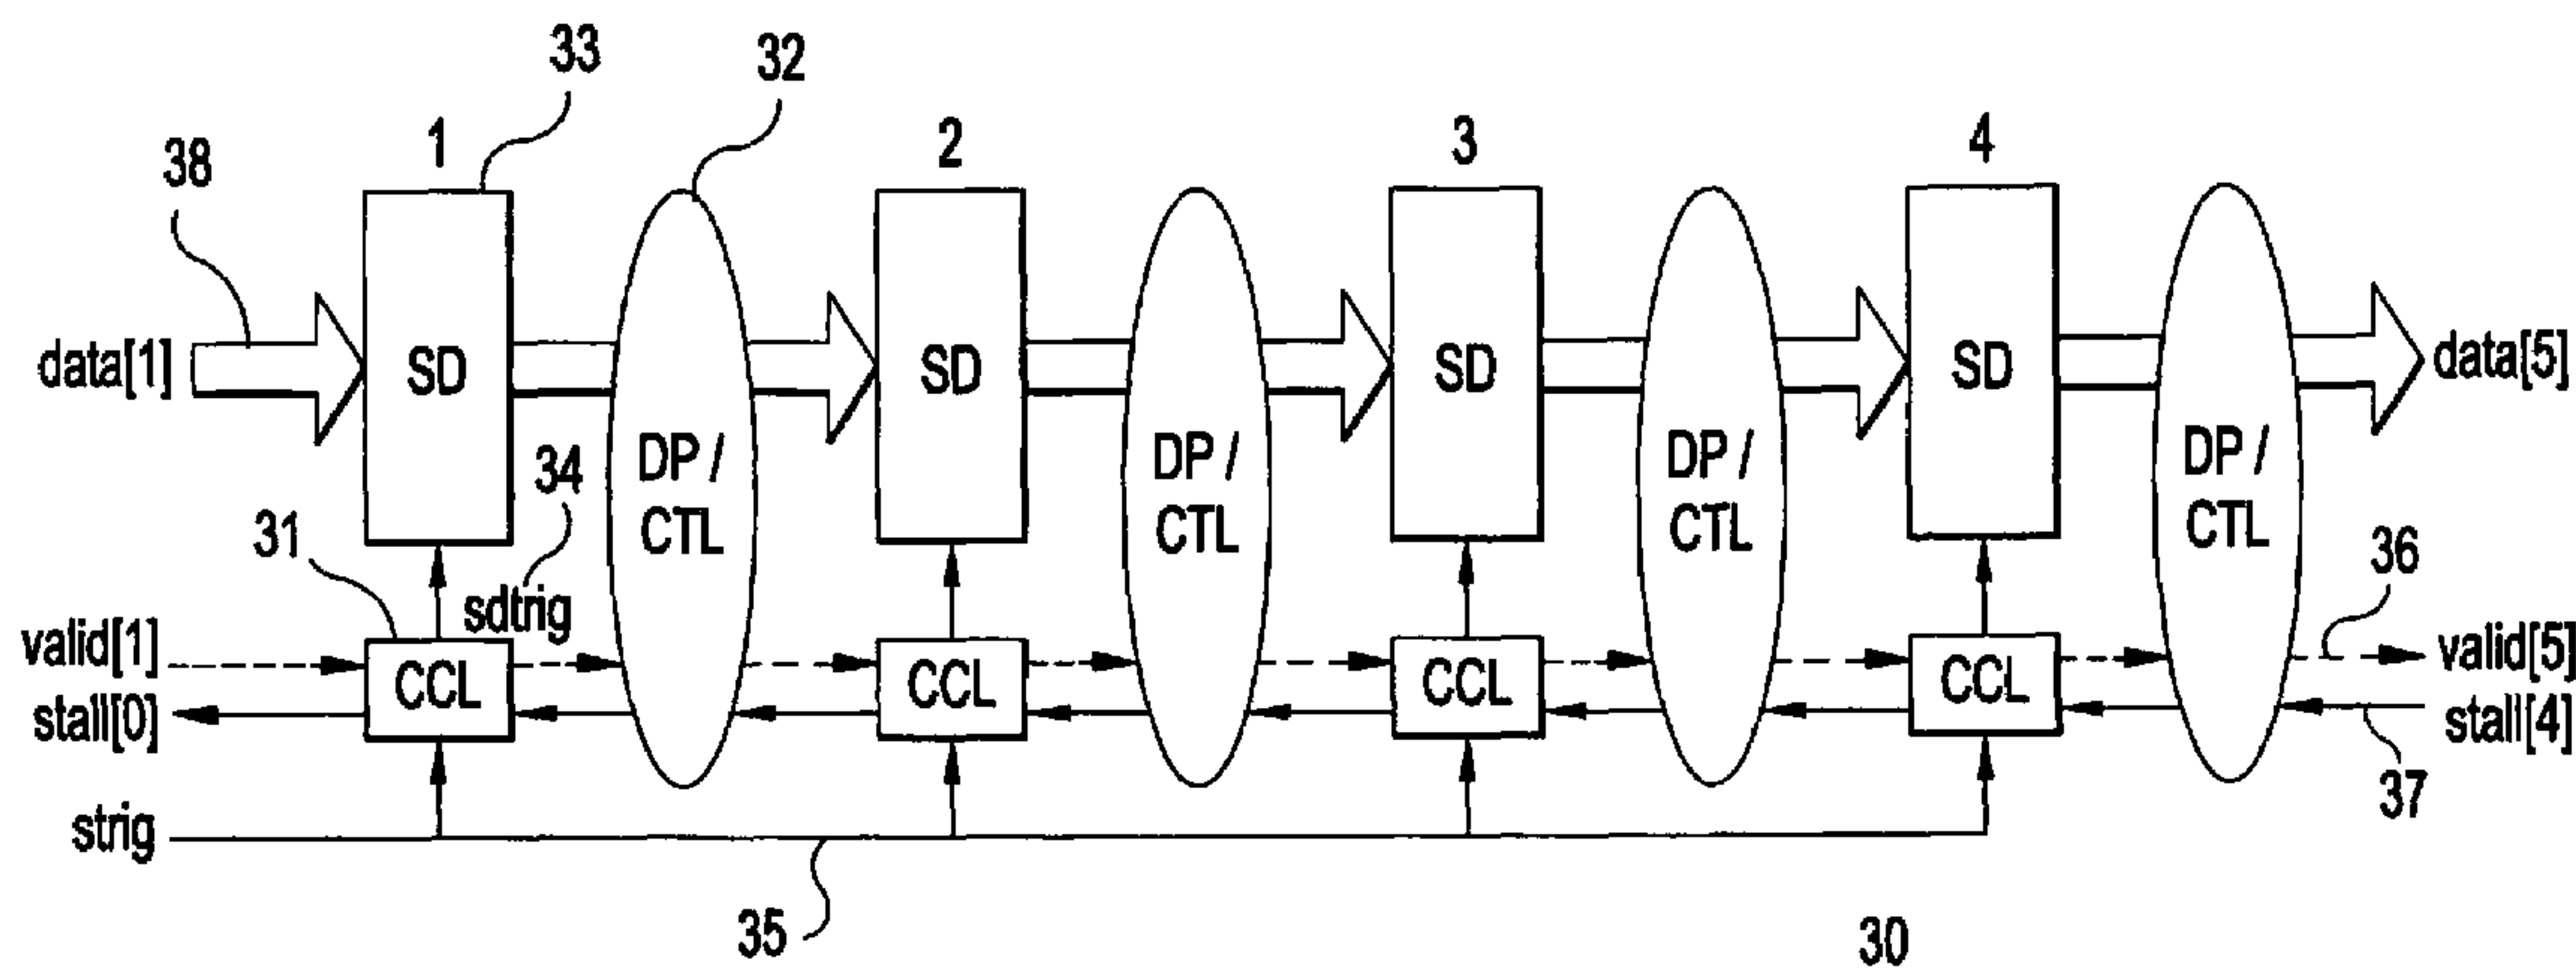 33
32
38
1
2
3
4
data[1]
SD
SD
SD
SD
data[5]
DP /
CTL
DP /
CTL
DP /
CTL
DP /
CTL
34
sdtrig
31
36
valid[1]
CCL
CCL
CCL
CCL
valid[5]
stall[0]
stall[4]
37
strig
35
30